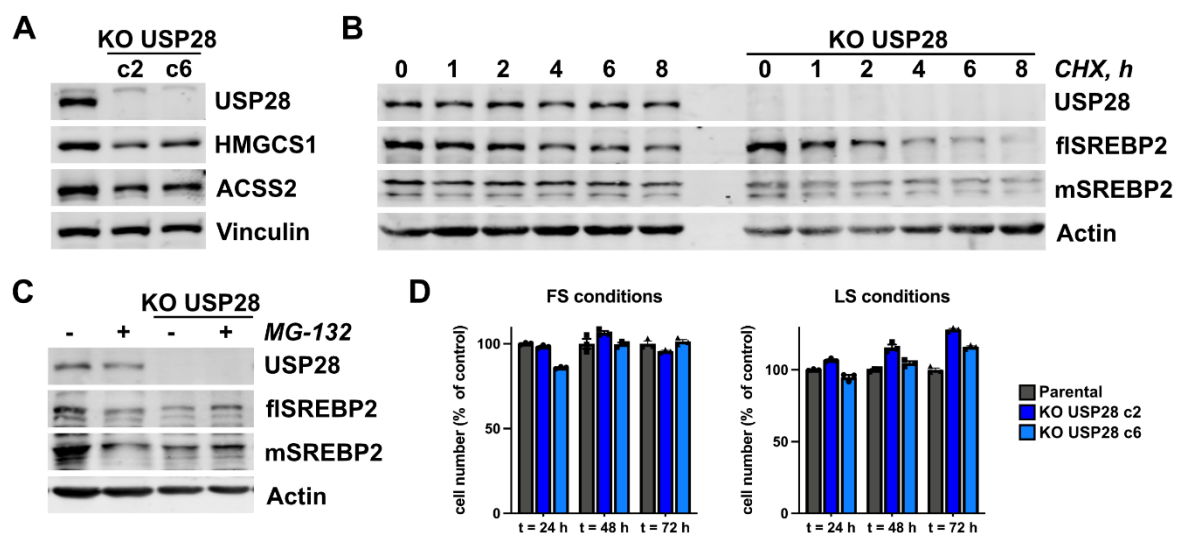 A
KO USP28
c2 c6
USP28
HMGCS1
ACSS2
Vinculin
B
KO USP28
0 1 2 4 6 8 0 1 2 4 6 8 CHX, h
USP28
flSREBP2
mSREBP2
Actin
C
KO USP28
- + - + MG-132
USP28
flSREBP2
mSREBP2
Actin
D
FS conditions
cell number (% of control)
100
50
0
t = 24 h t = 48 h t = 72 h
LS conditions
cell number (% of control)
100
50
0
t = 24 h t = 48 h t = 72 h
Parental
KO USP28 c2
KO USP28 c6